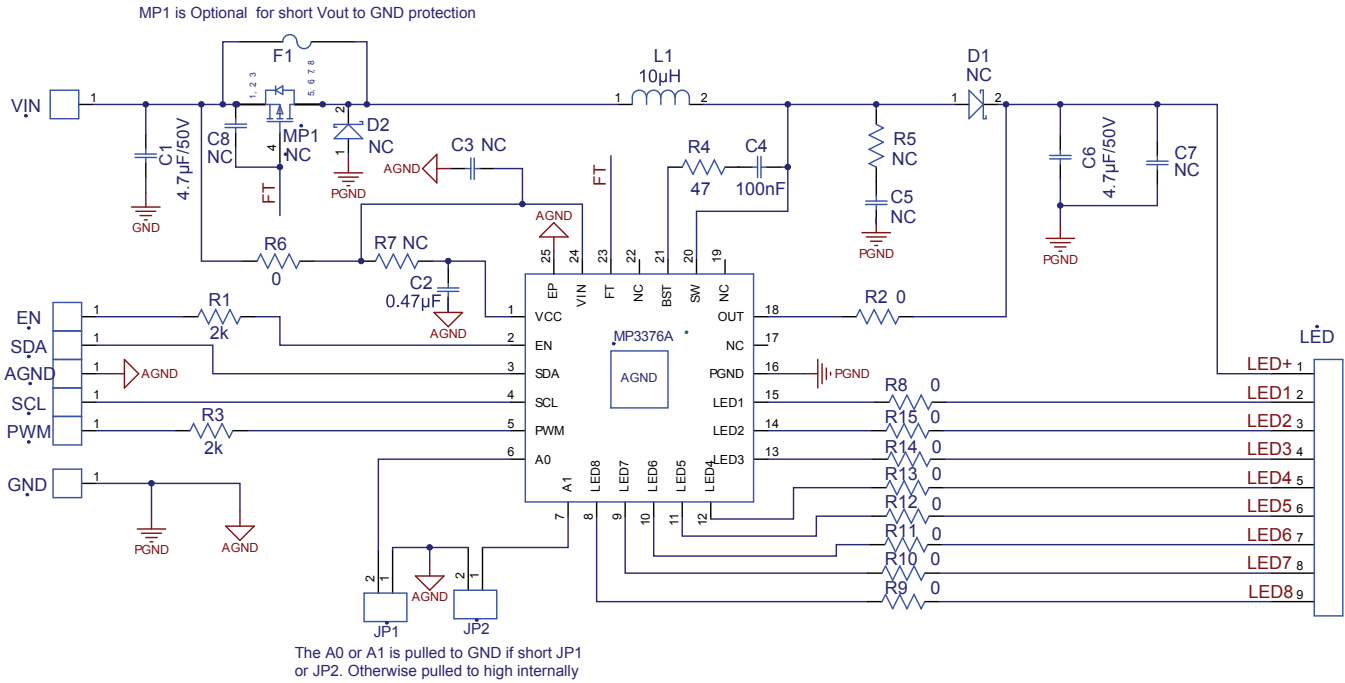 MP1 is Optional for short Vout to GND protection
F1
1, 2 3
5, 6, 7 8
L1
10µH
D1
NC
VIN
1
1
2
1
2
C1
4.7µF/50V
C8
NC
MP1
NC
4
2
1
D2
NC
PGND
FT
GND
C3 NC
AGND
FT
R4
47
C4
100nF
R5
NC
C5
NC
PGND
C6
4.7µF/50V
C7
NC
PGND
R6
0
R7 NC
C2
0.47µF
AGND
AGND
25
24
23
22
21
20
19
EP
VIN
FT
NC
BST
SW
NC
MP3376A
AGND
1
VCC
2
EN
3
SDA
4
SCL
5
PWM
6
A0
OUT
18
NC
17
PGND
16
LED1
15
LED2
14
LED3
13
A1
LED8
LED7
LED6
LED5
LED4
7
8
9
10
11
12
R2 0
PGND
EN
1
R1
2k
SDA
1
AGND
1
AGND
SCL
1
PWM
1
R3
2k
GND
1
PGND
AGND
R8 0
R15 0
R14 0
R13 0
R12 0
R11 0
R10 0
R9 0
LED
LED+ 1
LED1 2
LED2 3
LED3 4
LED4 5
LED5 6
LED6 7
LED7 8
LED8 9
2
1
JP1
AGND
2
1
JP2
The A0 or A1 is pulled to GND if short JP1
or JP2. Otherwise pulled to high internally